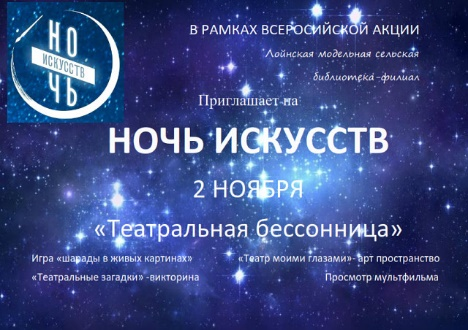 НО
ИСКУССТВ
ЧЬ
В РАМКАХ ВСЕРОСИЙСКОЙ АКЦИИ
Лойнская модельная сельская
библиотека-филиал
Приглашает на
НОЧЬ ИСКУССТВ
2 НОЯБРЯ
«Театральная бессонница»
Игра «шарады в живых картинах»
«Театр моими глазами»- арт пространство
«Театральные загадки» -викторина
Просмотр мультфильма